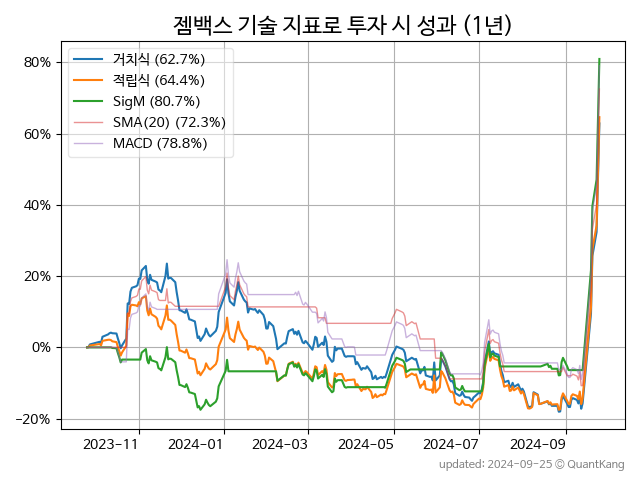 젬백스 기술 지표로 투자 시 성과 (1년)
80%
60%
40%
20%
0%
−20%
거치식 (62.7%)
적립식 (64.4%)
SigM (80.7%)
SMA(20) (72.3%)
MACD (78.8%)
2023-11
2024-01
2024-03
2024-05
2024-07
2024-09
updated: 2024-09-25 © QuantKang